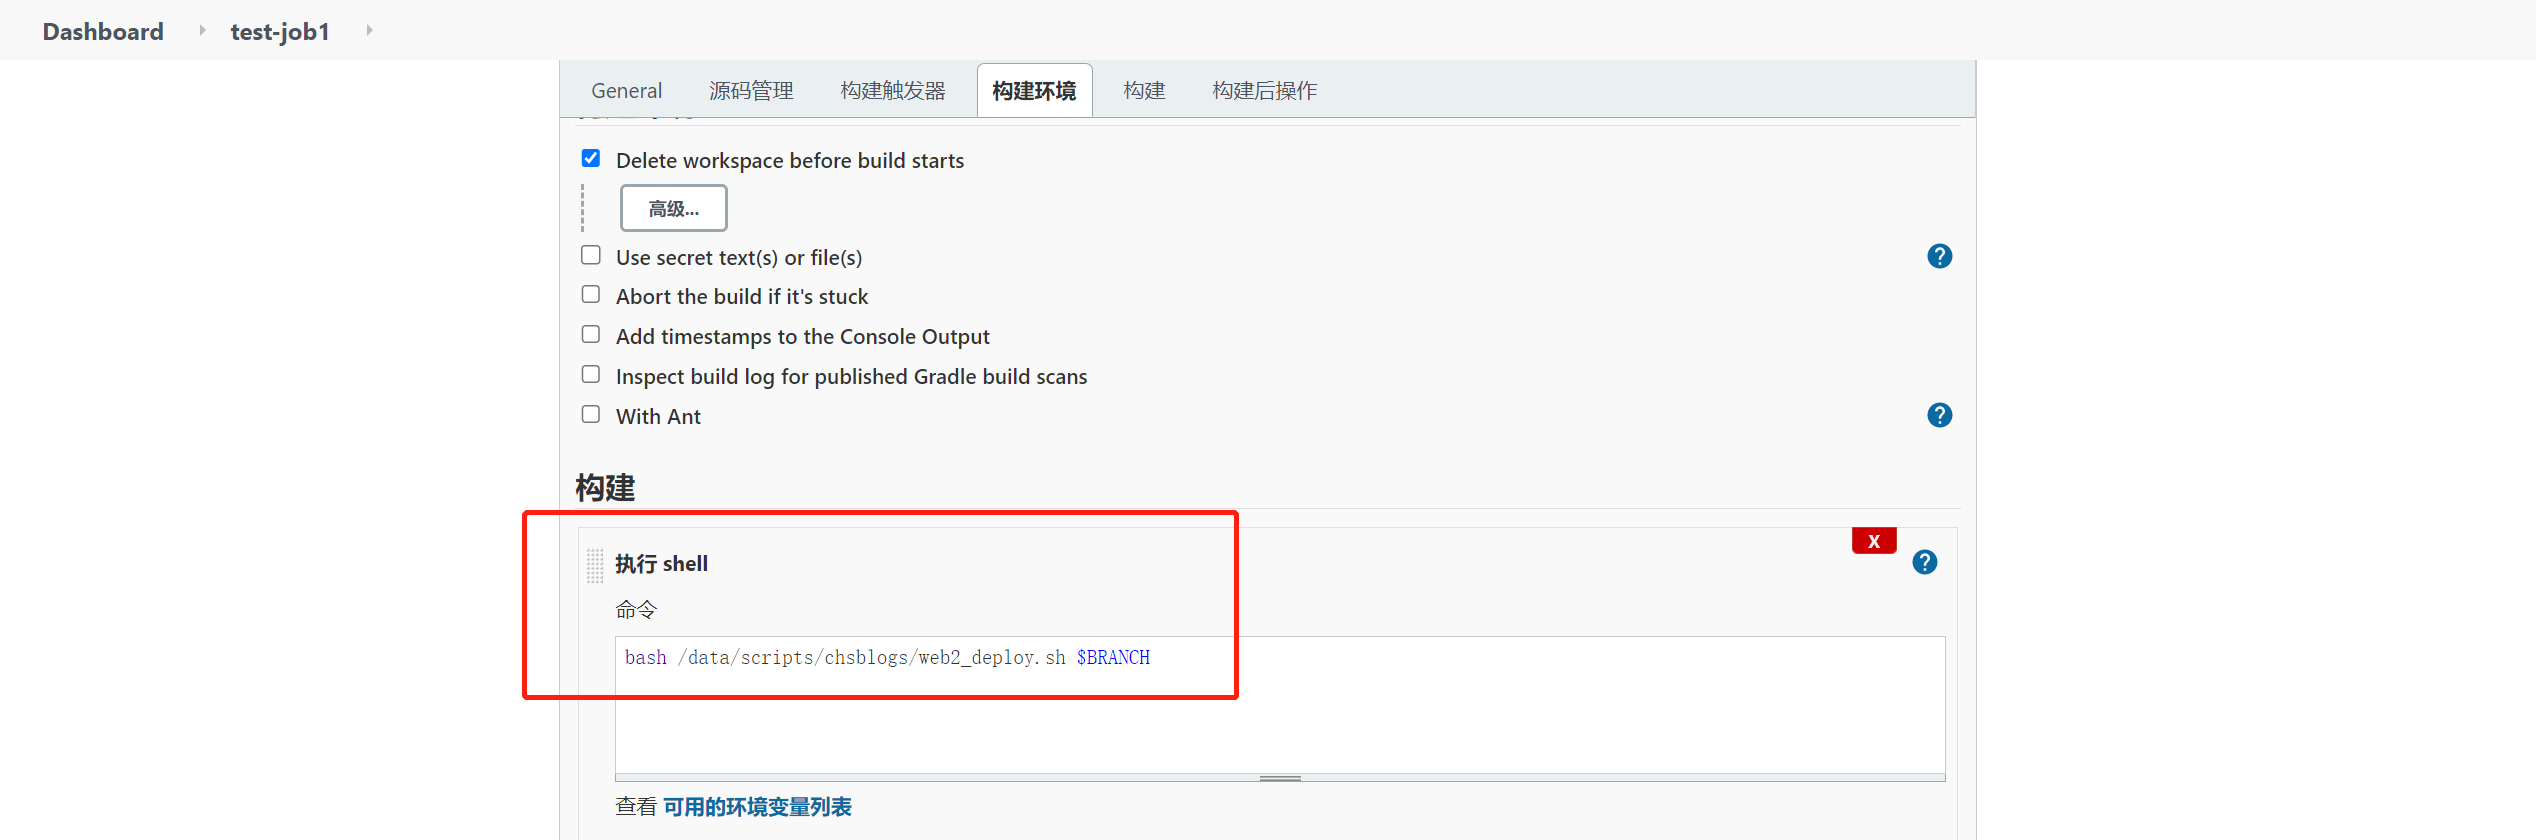 Dashboard test-job1
General 源码管理 构建触发器 构建环境 构建 构建后操作
Delete workspace before build starts
高级...
Use secret text(s) or file(s) ?
Abort the build if it's stuck
Add timestamps to the Console Output
Inspect build log for published Gradle build scans
With Ant ?
构建
X
执行 shell ?
命令
bash /data/scripts/chsblogs/web2_deploy.sh $BRANCH
查看 可用的环境变量列表